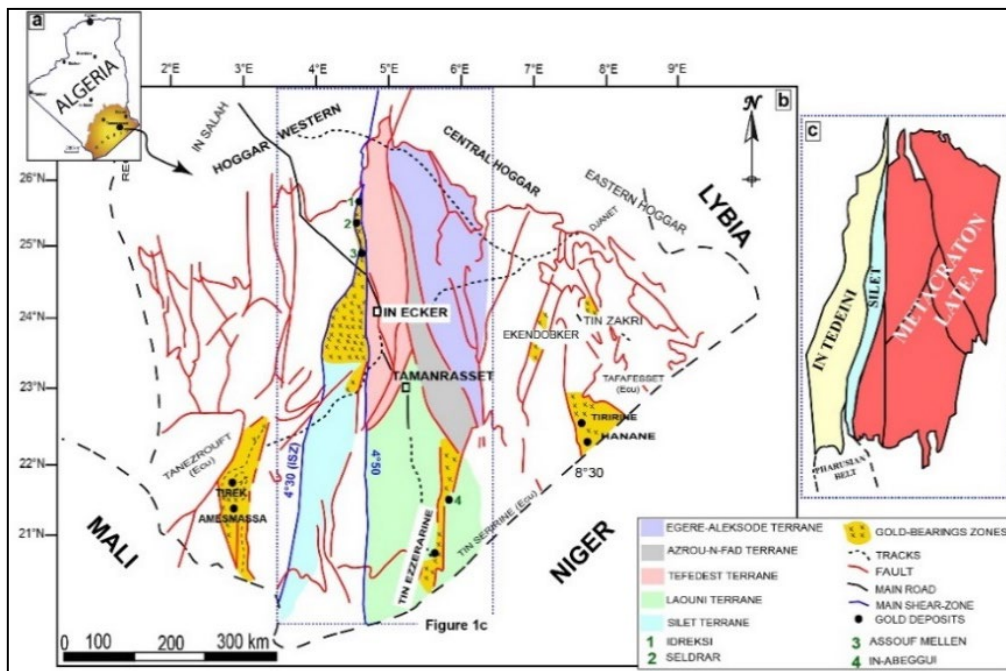 a
ALGERIA
2°E 3°E 4°E 5°E 6°E 7°E 8°E 9°E
b
N
IN SALAH
HOGGAR WESTERN
CENTRAL HOGGAR
EASTERN HOGGAR
DJANET
LYBIA
26°N
25°N
24°N
23°N
22°N
21°N
1
2
3
IN ECKER
TAMANRASSET
EKENDOBKER
TIN ZAKRI
TAFAFESSET
(Ecu)
TIRIRINE
HANANE
8°30
TANEZROUFT
(Ecu)
TIREK
AMESMASSA
4°30 (ISZ)
4°50
4
TIN EZZERARINE
TIN SERIRINE (Ecu)
MALI
NIGER
Figure 1c
0 100 200 300 km
EGERE-ALEKSODE TERRANE
AZROU-N-FAD TERRANE
TEFEDEST TERRANE
LAOUNI TERRANE
SILET TERRANE
1 IDREKSI
2 SELDRAR
GOLD-BEARINGS ZONES
TRACKS
FAULT
MAIN ROAD
MAIN SHEAR-ZONE
GOLD DEPOSITS
3 ASSOUF MELLEN
4 IN-ABEGGUI
c
IN TEDEINI
SILET
METACRATON
LATEA
PHARUSIAN
BELT